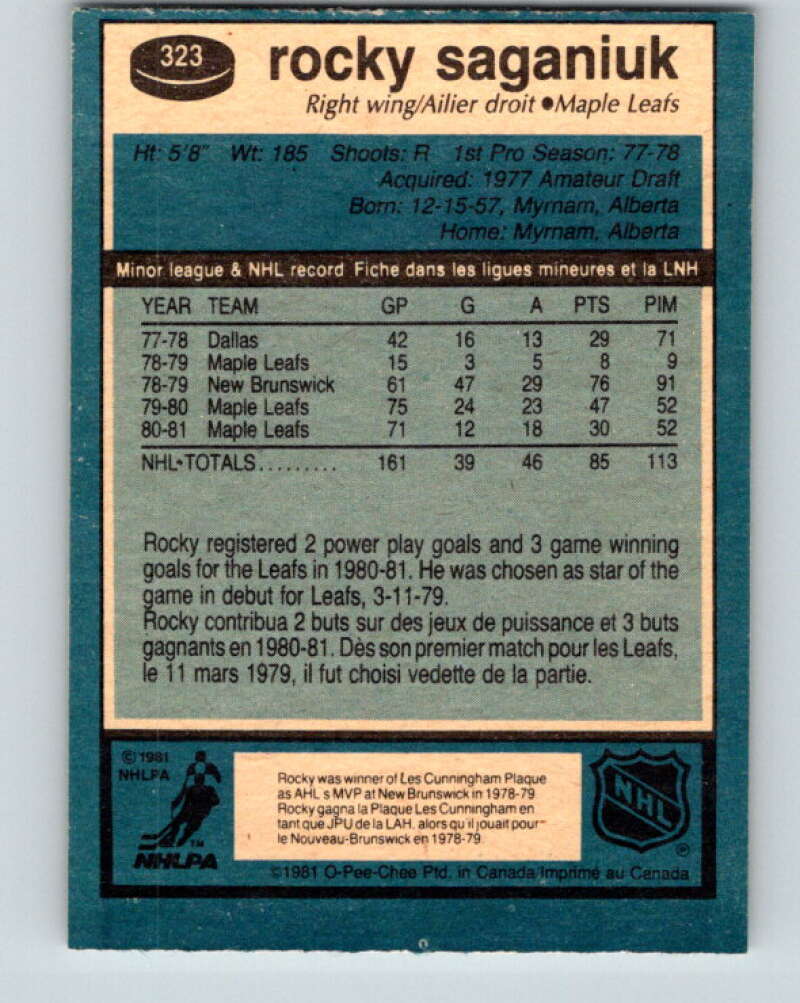 323
rocky saganiuk
Right wing/Ailier droit ●Maple Leafs
Ht: 5'8" Wt: 185 Shoots: R 1st Pro Season: 77-78
Acquired: 1977 Amateur Draft
Born: 12-15-57, Myrnam, Alberta
Home: Myrnam, Alberta
Minor league & NHL record Fiche dans les ligues mineures et la LNH
YEAR TEAM GP G A PTS PIM
77-78 Dallas 42 16 13 29 71
78-79 Maple Leafs 15 3 5 8 9
78-79 New Brunswick 61 47 29 76 91
79-80 Maple Leafs 75 24 23 47 52
80-81 Maple Leafs 71 12 18 30 52
NHL•TOTALS......... 161 39 46 85 113
Rocky registered 2 power play goals and 3 game winning
goals for the Leafs in 1980-81. He was chosen as star of the
game in debut for Leafs, 3-11-79.
Rocky contribua 2 buts sur des jeux de puissance et 3 buts
gagnants en 1980-81. Dès son premier match pour les Leafs,
le 11 mars 1979, il fut choisi vedette de la partie.
© 1981
NHLPA
TM
NHLPA
Rocky was winner of Les Cunningham Plaque
as AHL s MVP at New Brunswick in 1978-79
Rocky gagna la Plaque Les Cunningham en
tant que JPU de la LAH, alors qu'il jouait pour
le Nouveau-Brunswick en 1978-79
NHL
©1981 O-Pee-Chee Ptd. in Canada/Imprimé au Canada